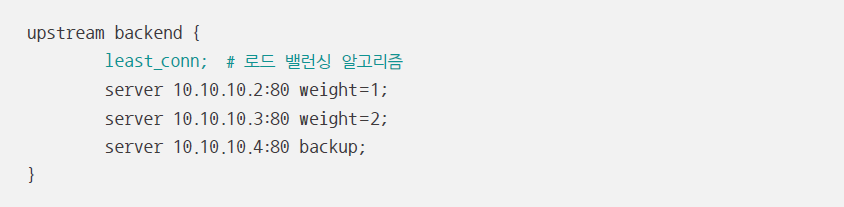 upstream backend {
least_conn;  # 로드 밸런싱 알고리즘
server 10.10.10.2:80 weight=1;
server 10.10.10.3:80 weight=2;
server 10.10.10.4:80 backup;
}